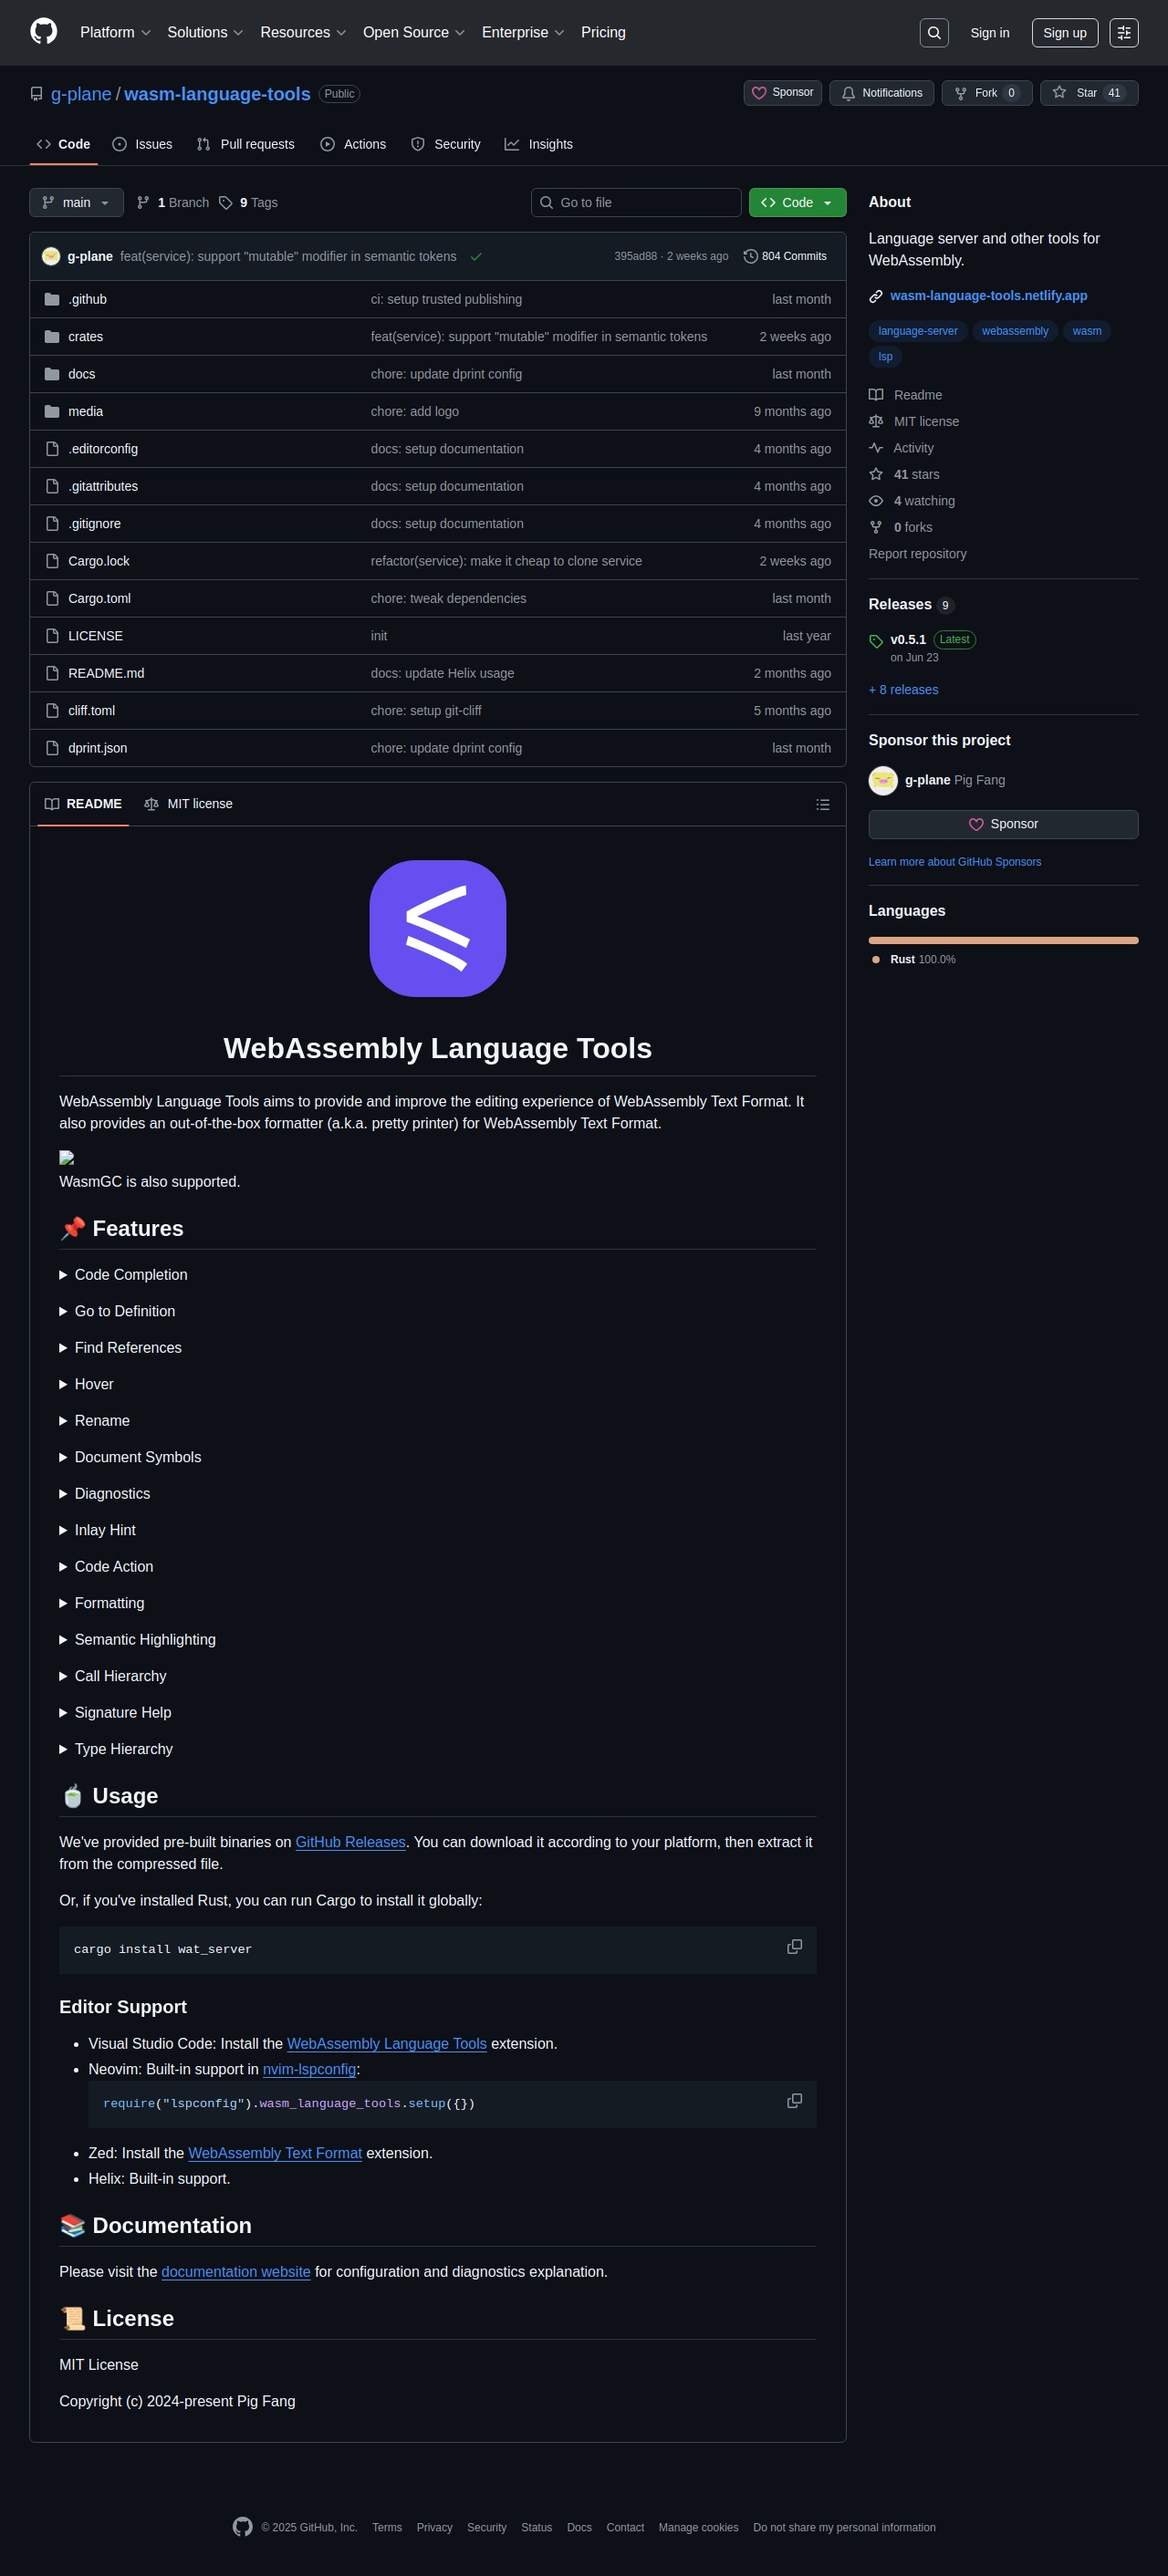 Platform Solutions Resources Open Source Enterprise Pricing Sign in Sign up
g-plane / wasm-language-tools Public Sponsor Notifications Fork 0 Star 41
Code Issues Pull requests Actions Security Insights
main 1 Branch 9 Tags Go to file Code
g-plane feat(service): support "mutable" modifier in semantic tokens 395ad88 · 2 weeks ago 804 Commits
.github ci: setup trusted publishing last month
crates feat(service): support "mutable" modifier in semantic tokens 2 weeks ago
docs chore: update dprint config last month
media chore: add logo 9 months ago
.editorconfig docs: setup documentation 4 months ago
.gitattributes docs: setup documentation 4 months ago
.gitignore docs: setup documentation 4 months ago
Cargo.lock refactor(service): make it cheap to clone service 2 weeks ago
Cargo.toml chore: tweak dependencies last month
LICENSE init last year
README.md docs: update Helix usage 2 months ago
cliff.toml chore: setup git-cliff 5 months ago
dprint.json chore: update dprint config last month
README MIT license
WebAssembly Language Tools
WebAssembly Language Tools aims to provide and improve the editing experience of WebAssembly Text Format. It
also provides an out-of-the-box formatter (a.k.a. pretty printer) for WebAssembly Text Format.
WasmGC is also supported.
📌 Features
Code Completion
Go to Definition
Find References
Hover
Rename
Document Symbols
Diagnostics
Inlay Hint
Code Action
Formatting
Semantic Highlighting
Call Hierarchy
Signature Help
Type Hierarchy
🍵 Usage
We've provided pre-built binaries on GitHub Releases. You can download it according to your platform, then extract it
from the compressed file.
Or, if you've installed Rust, you can run Cargo to install it globally:
cargo install wat_server
Editor Support
• Visual Studio Code: Install the WebAssembly Language Tools extension.
• Neovim: Built-in support in nvim-lspconfig:
require("lspconfig").wasm_language_tools.setup({})
• Zed: Install the WebAssembly Text Format extension.
• Helix: Built-in support.
📚 Documentation
Please visit the documentation website for configuration and diagnostics explanation.
📜 License
MIT License
Copyright (c) 2024-present Pig Fang
About
Language server and other tools for
WebAssembly.
wasm-language-tools.netlify.app
language-server webassembly wasm
lsp
Readme
MIT license
Activity
41 stars
4 watching
0 forks
Report repository
Releases 9
v0.5.1 Latest
on Jun 23
+ 8 releases
Sponsor this project
g-plane Pig Fang
Sponsor
Learn more about GitHub Sponsors
Languages
Rust 100.0%
© 2025 GitHub, Inc. Terms Privacy Security Status Docs Contact Manage cookies Do not share my personal information